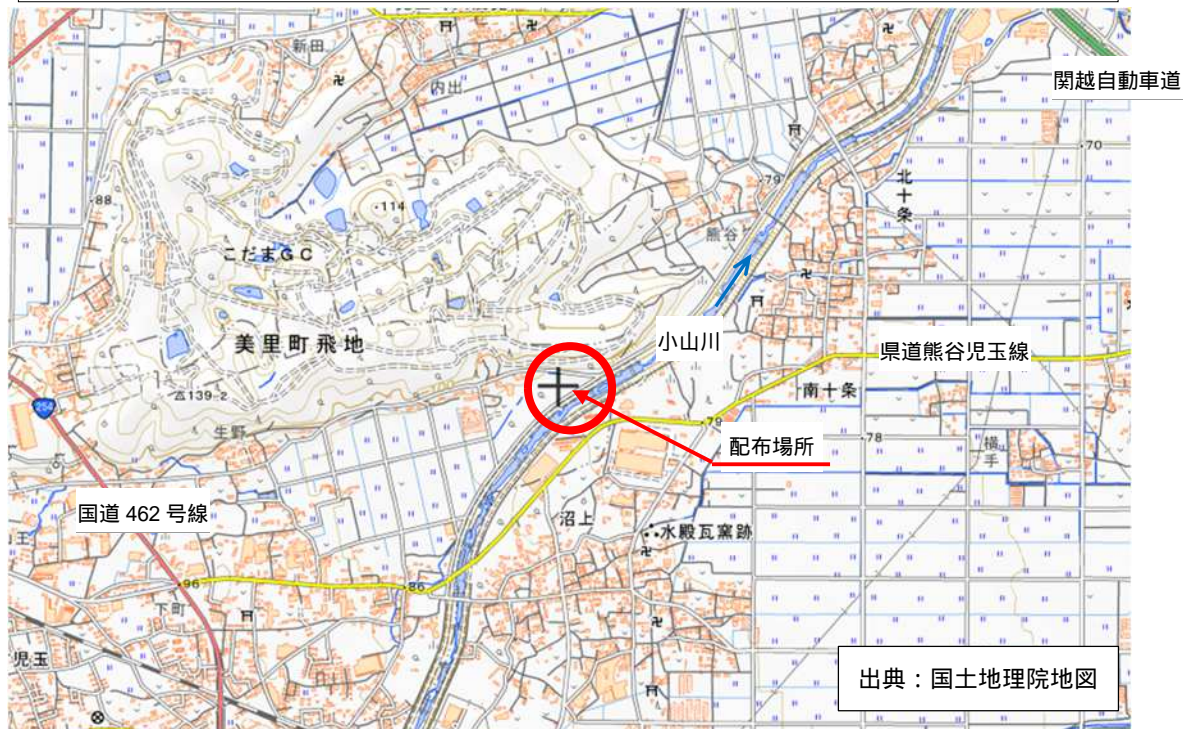 新田
内出
関越自動車道
70
88
79
北十条
114
熊谷
こだまGC
小山川
美里町飛地
県道熊谷児玉線
254
139.2
南十条
生野
79
配布場所
78
横手
国道 462 号線
沼上
水殿瓦窯跡
96
86
下町
児玉
出典：国土地理院地図